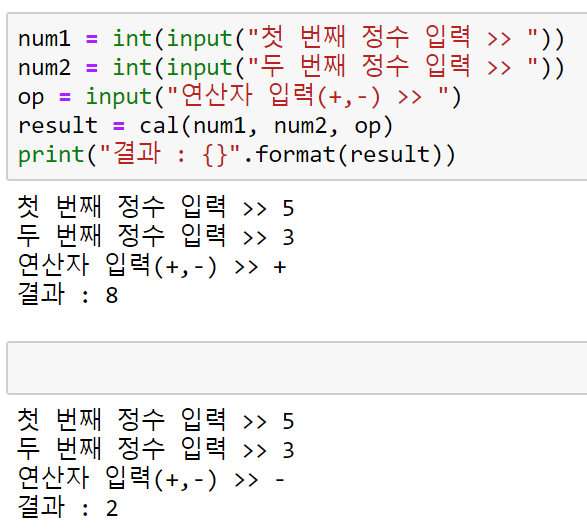 num1 = int(input("첫 번째 정수 입력 >> "))
num2 = int(input("두 번째 정수 입력 >> "))
op = input("연산자 입력(+,-) >> ")
result = cal(num1, num2, op)
print("결과 : {}".format(result))
첫 번째 정수 입력 >> 5
두 번째 정수 입력 >> 3
연산자 입력(+,-) >> +
결과 : 8
첫 번째 정수 입력 >> 5
두 번째 정수 입력 >> 3
연산자 입력(+,-) >> -
결과 : 2